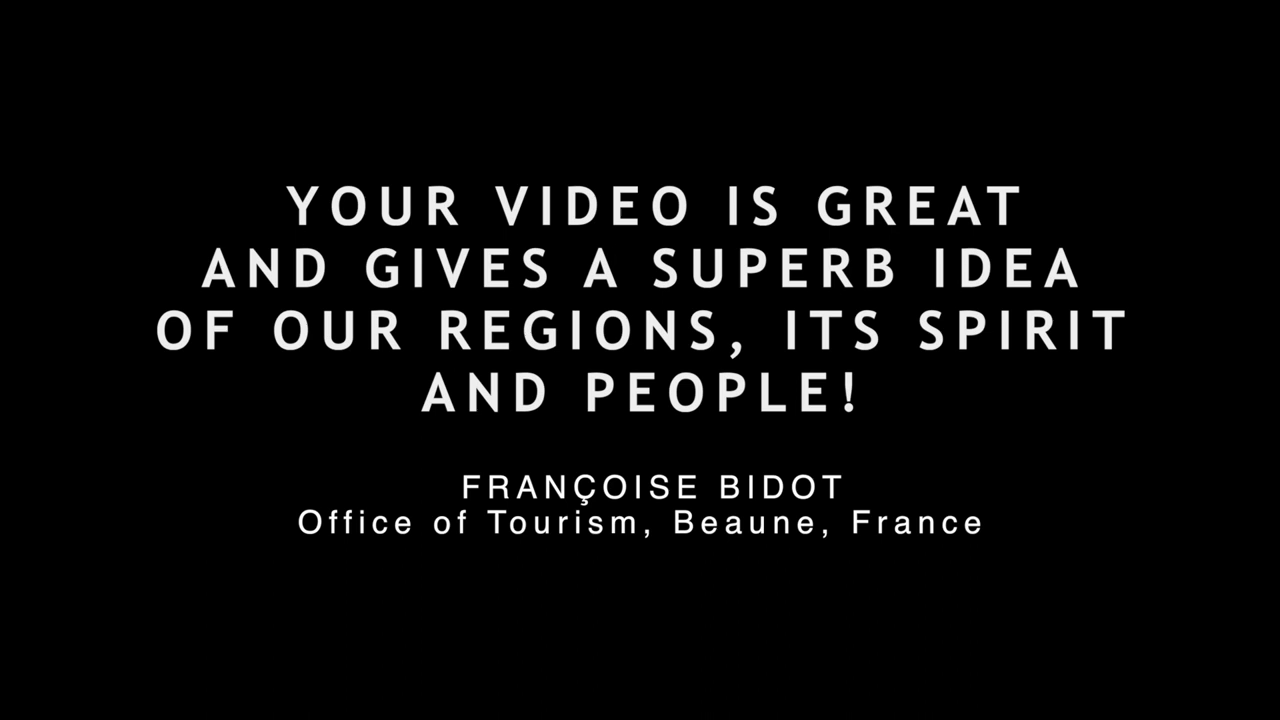 YOUR VIDEO IS GREAT
AND GIVES A SUPERB IDEA
OF OUR REGIONS, ITS SPIRIT
AND PEOPLE!
FRANÇOISE BIDOT
Office of Tourism, Beaune, France